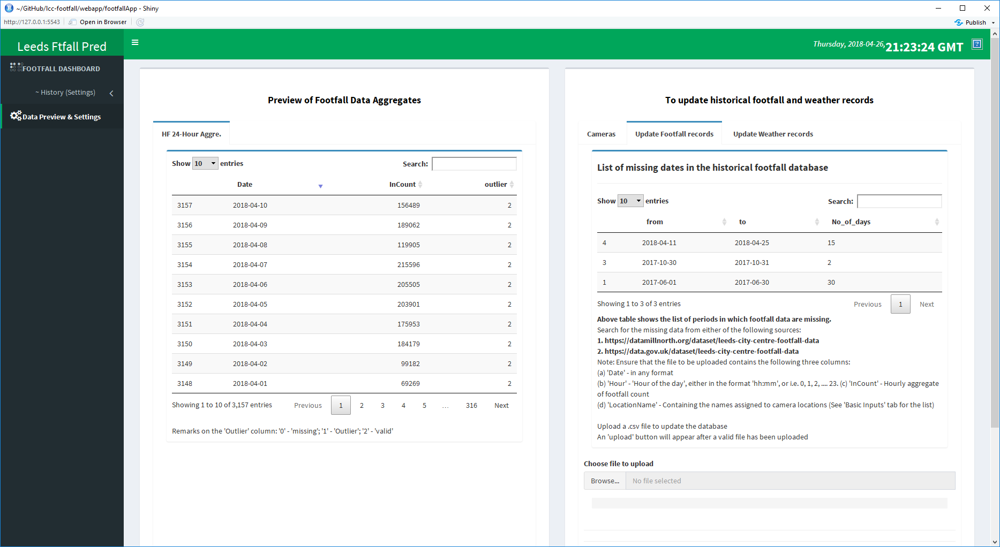 ~/GitHub/lcc-footfall/webapp/footfallApp - Shiny
http://127.0.0.1:5543 Open in Browser Publish
Leeds Ftfall Pred
Thursday, 2018-04-26, 21:23:24 GMT ?
FOOTFALL DASHBOARD
~ History (Settings)
Data Preview & Settings
Preview of Footfall Data Aggregates
HF 24-Hour Aggre.
Show 10 entries Search:
Date InCount outlier
3157 2018-04-10 156489 2
3156 2018-04-09 189062 2
3155 2018-04-08 119905 2
3154 2018-04-07 215596 2
3153 2018-04-06 205505 2
3152 2018-04-05 203901 2
3151 2018-04-04 175953 2
3150 2018-04-03 184179 2
3149 2018-04-02 99182 2
3148 2018-04-01 69269 2
Showing 1 to 10 of 3,157 entries Previous 1 2 3 4 5 … 316 Next
Remarks on the 'Outlier' column: '0' - 'missing'; '1' - 'Outlier'; '2' - 'valid'
To update historical footfall and weather records
Cameras Update Footfall records Update Weather records
List of missing dates in the historical footfall database
Show 10 entries Search:
from to No_of_days
4 2018-04-11 2018-04-25 15
3 2017-10-30 2017-10-31 2
1 2017-06-01 2017-06-30 30
Showing 1 to 3 of 3 entries Previous 1 Next
Above table shows the list of periods in which footfall data are missing.
Search for the missing data from either of the following sources:
1. https://datamillnorth.org/dataset/leeds-city-centre-footfall-data
2. https://data.gov.uk/dataset/leeds-city-centre-footfall-data
Note: Ensure that the file to be uploaded contains the following three columns:
(a) 'Date' - in any format
(b) 'Hour' - 'Hour of the day', either in the format 'hh:mm', or i.e. 0, 1, 2, .... 23. (c) 'InCount' - Hourly aggregate
of footfall count
(d) 'LocationName' - Containing the names assigned to camera locations (See 'Basic Inputs' tab for the list)
Upload a .csv file to update the database
An 'upload' button will appear after a valid file has been uploaded
Choose file to upload
Browse... No file selected